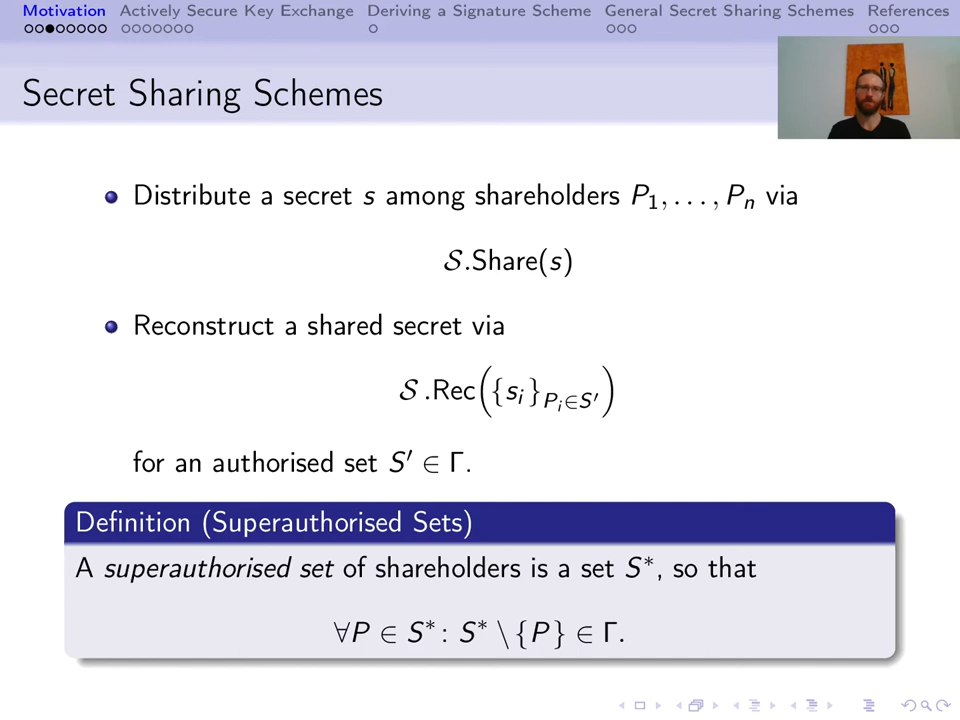 Motivation Actively Secure Key Exchange Deriving a Signature Scheme General Secret Sharing Schemes References
Secret Sharing Schemes
Distribute a secret s among shareholders P₁, . . . , Pₙ via
𝒮.Share(s)
Reconstruct a shared secret via
𝒮 .Rec({sᵢ}_{Pᵢ∈S′})
for an authorised set S′ ∈ Γ.
Definition (Superauthorised Sets)
A superauthorised set of shareholders is a set S*, so that
∀P ∈ S* : S* \ {P} ∈ Γ.